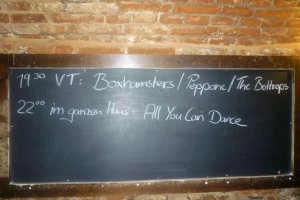 19³⁰ VT: Boxhamsters / Peppone / The Bottrops
22⁰⁰ im ganzen Haus - All You Can Dance